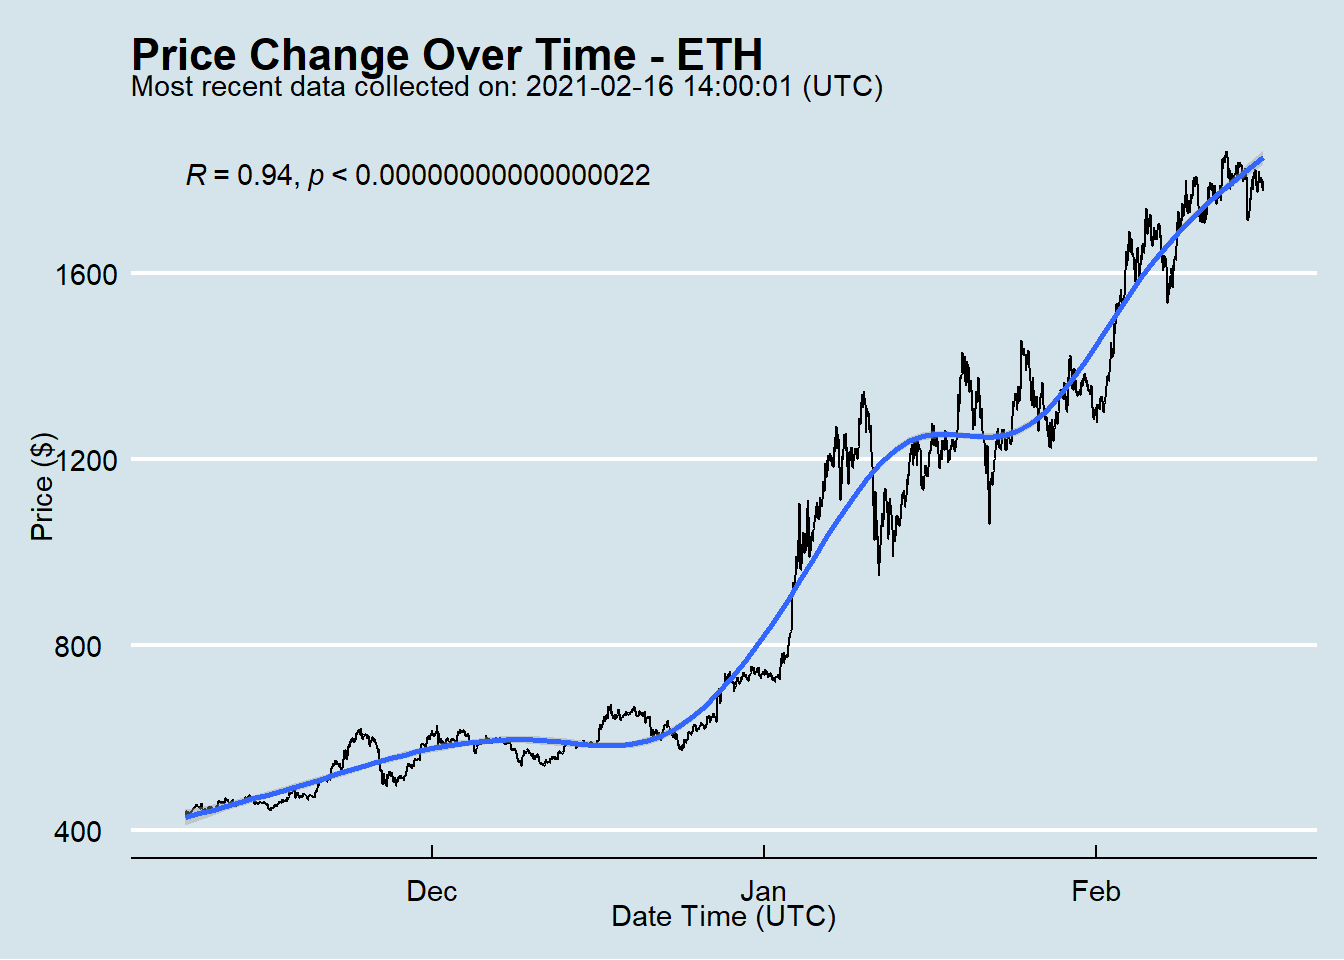 Price Change Over Time - ETH
Most recent data collected on: 2021-02-16 14:00:01 (UTC)
R = 0.94, p < 0.00000000000000022
Price ($)
1600
1200
800
400
Dec
Jan
Feb
Date Time (UTC)